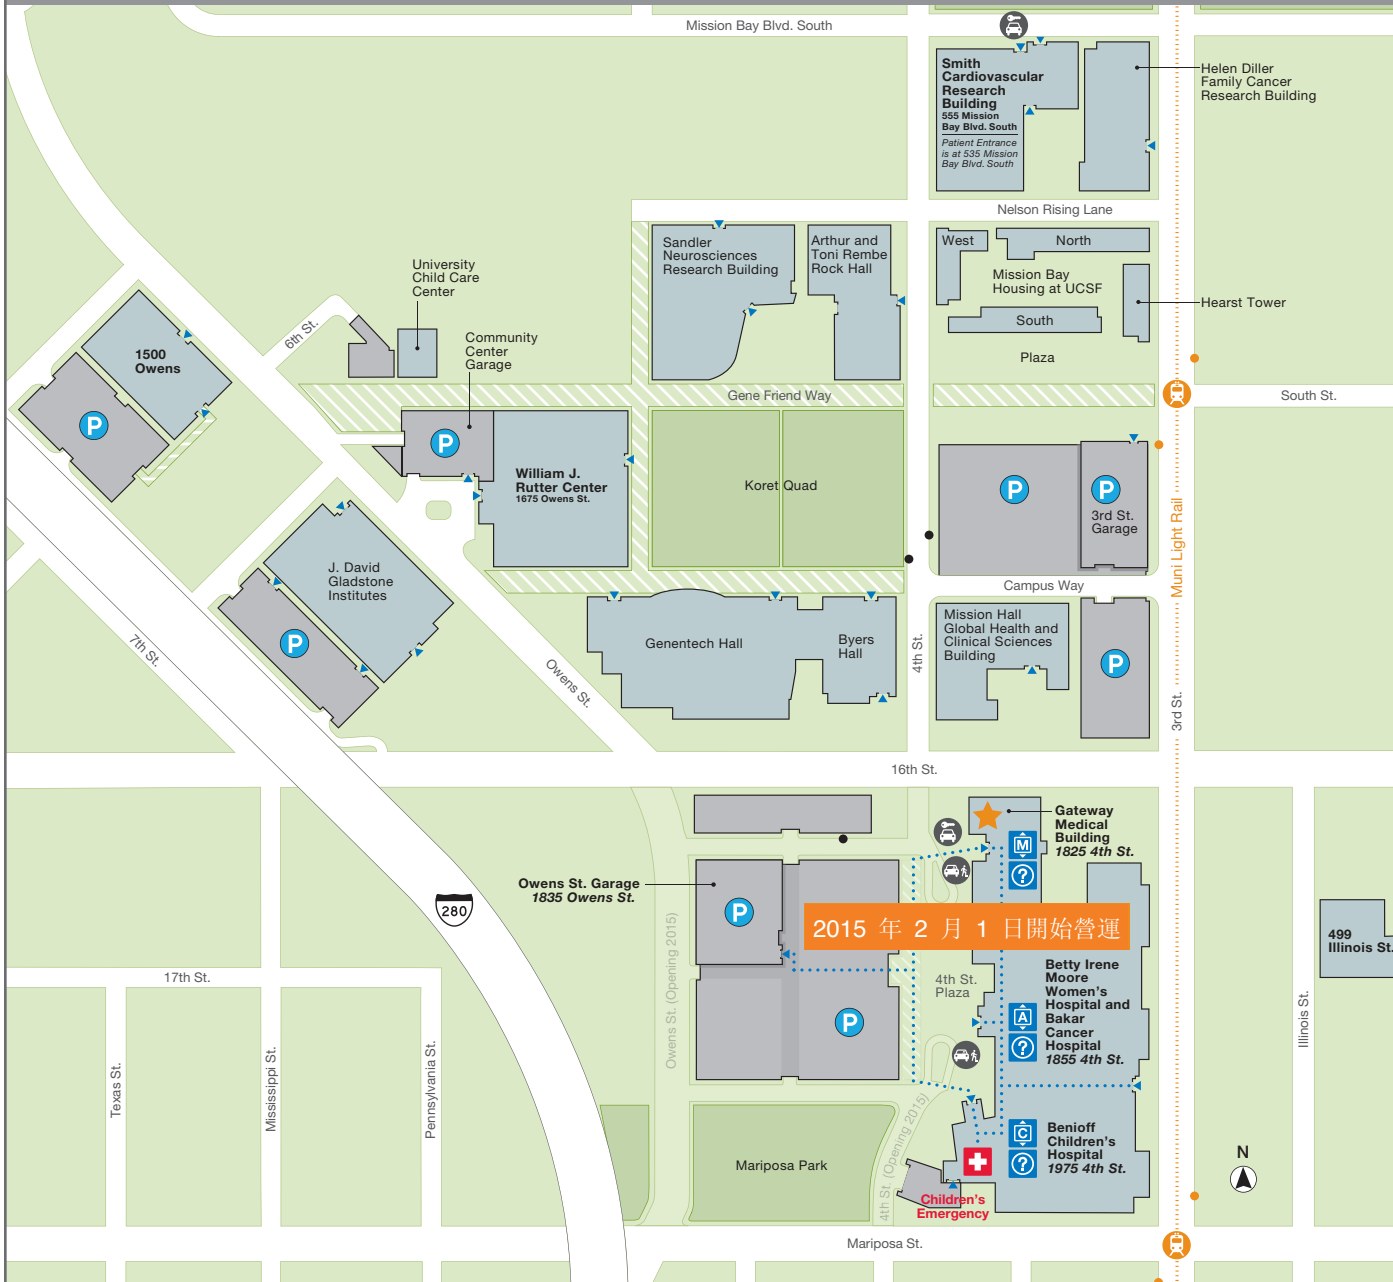 Mission Bay Blvd. South
Smith
Cardiovascular
Research
Building
555 Mission
Bay Blvd. South
Patient Entrance
is at 535 Mission
Bay Blvd. South
Helen Diller
Family Cancer
Research Building
Nelson Rising Lane
Sandler
Neurosciences
Research Building
Arthur and
Toni Rembe
Rock Hall
West
North
Mission Bay
Housing at UCSF
South
Hearst Tower
Plaza
University
Child Care
Center
6th St.
Community
Center
Garage
1500
Owens
P
Gene Friend Way
South St.
P
William J.
Rutter Center
1675 Owens St.
Koret Quad
P
P
3rd St.
Garage
Muni Light Rail
J. David
Gladstone
Institutes
P
Campus Way
7th St.
Owens St.
Genentech Hall
Byers
Hall
4th St.
Mission Hall
Global Health and
Clinical Sciences
Building
P
3rd St.
16th St.
Gateway
Medical
Building
1825 4th St.
M
?
Owens St. Garage
1835 Owens St.
P
280
2015 年 2 月 1 日開始營運
499
Illinois St.
17th St.
Owens St. (Opening 2015)
4th St.
Plaza
P
Betty Irene
Moore
Women's
Hospital and
Bakar
Cancer
Hospital
1855 4th St.
A
?
Texas St.
Mississippi St.
Pennsylvania St.
Illinois St.
Mariposa Park
4th St. (Opening 2015)
C
?
Benioff
Children's
Hospital
1975 4th St.
Children's
Emergency
N
Mariposa St.